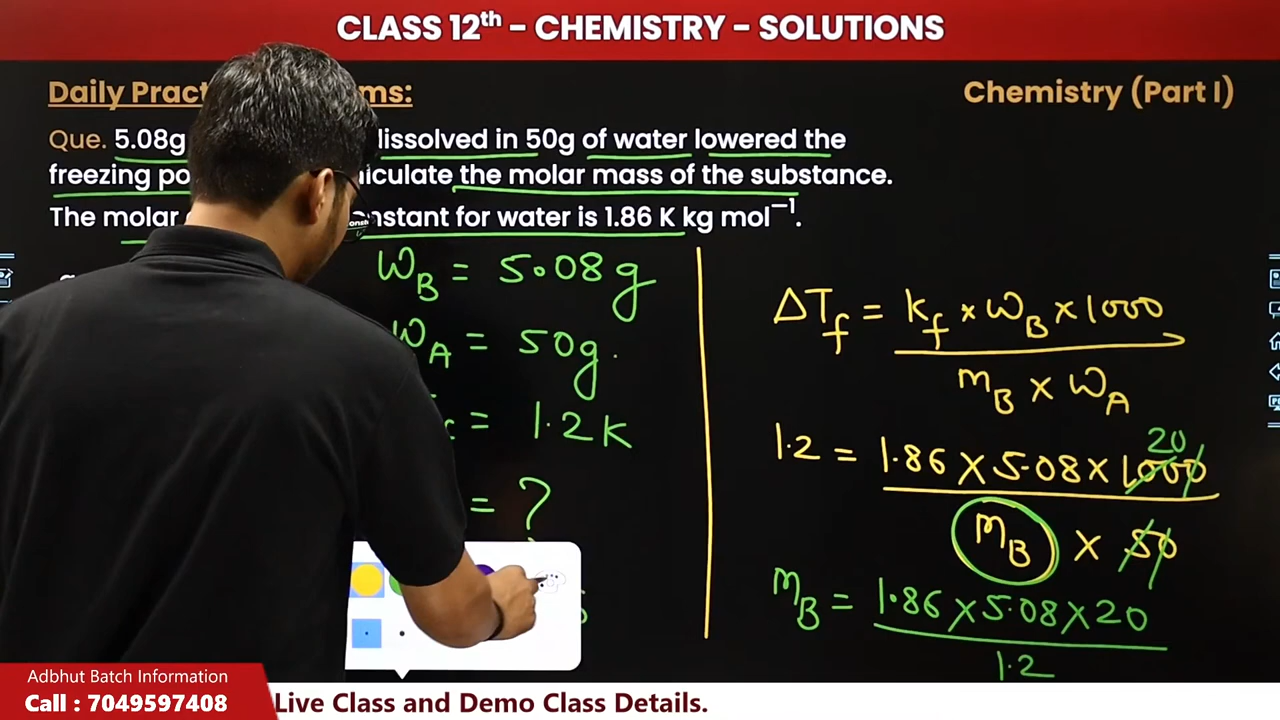 CLASS 12th - CHEMISTRY - SOLUTIONS
Daily Pract ms:
Chemistry (Part I)
Que. 5.08g dissolved in 50g of water lowered the
freezing po lculate the molar mass of the substance.
The molar nstant for water is 1.86 K kg mol⁻¹.
W_B = 5.08g
W_A = 50g.
= 1.2K
= ?
ΔT_f = K_f × W_B × 1000
M_B × W_A
1.2 = 1.86 × 5.08 × 1000
20
M_B × 50
M_B = 1.86 × 5.08 × 20
1.2
Adbhut Batch Information
Call : 7049597408
Live Class and Demo Class Details.